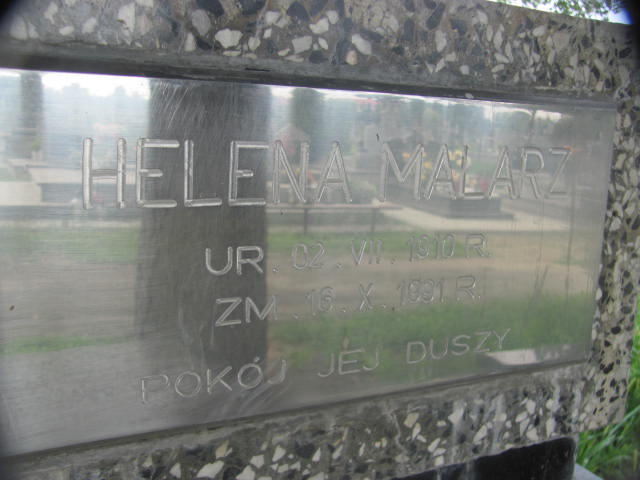 HELENA MALARZ
UR. 02. VII. 1910 R.
ZM. 16. X. 1991 R.
POKÓJ JEJ DUSZY